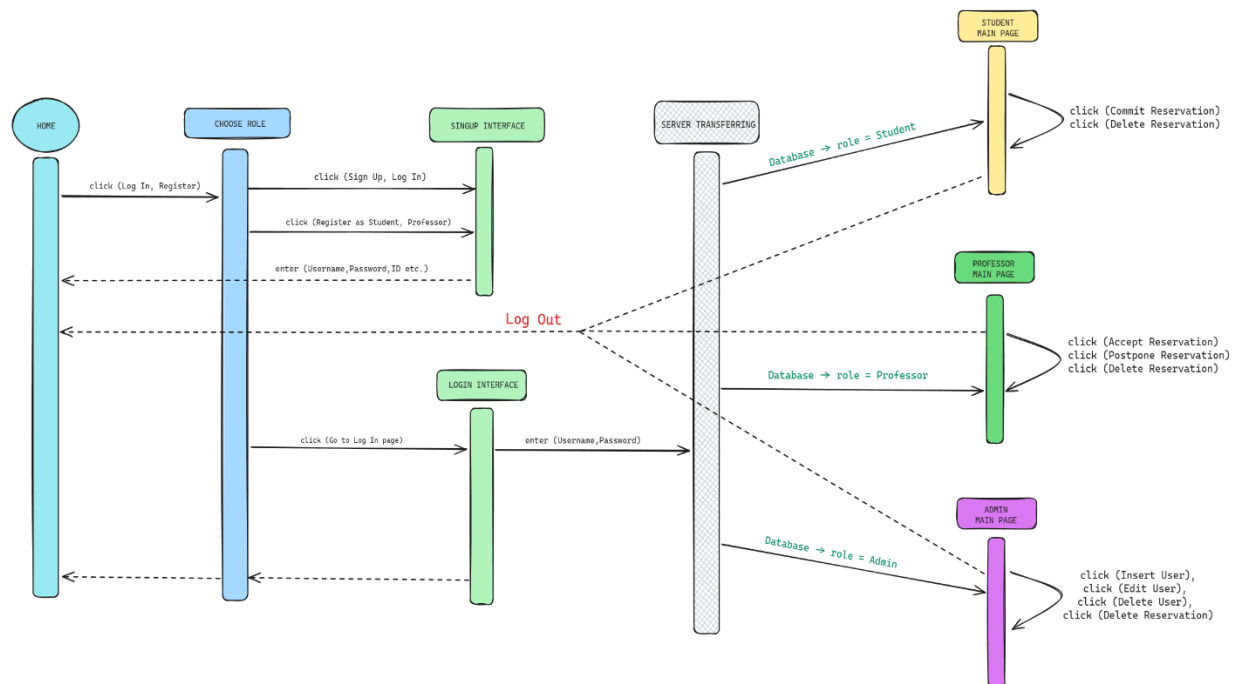 STUDENT
MAIN PAGE
HOME
CHOOSE ROLE
SINGUP INTERFACE
SERVER TRANSFERRING
click (Commit Reservation)
click (Delete Reservation)
Database → role = Student
click (Log In, Register)
click (Sign Up, Log In)
click (Register as Student, Professor)
enter (Username,Password,ID etc.)
PROFESSOR
MAIN PAGE
Log Out
click (Accept Reservation)
click (Postpone Reservation)
click (Delete Reservation)
Database → role = Professor
LOGIN INTERFACE
click (Go to Log In page)
enter (Username,Password)
ADMIN
MAIN PAGE
Database → role = Admin
click (Insert User),
click (Edit User),
click (Delete User),
click (Delete Reservation)